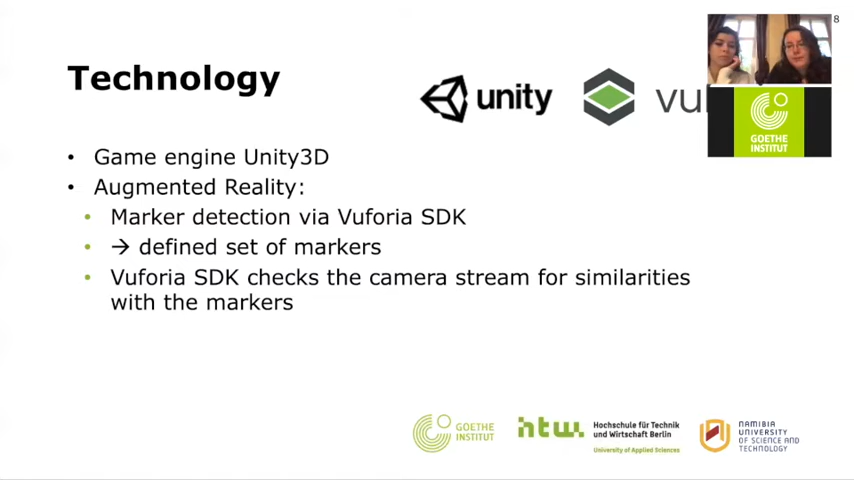 8
Technology
unity
vu
GOETHE
INSTITUT
• Game engine Unity3D
• Augmented Reality:
• Marker detection via Vuforia SDK
• → defined set of markers
• Vuforia SDK checks the camera stream for similarities
with the markers
GOETHE
INSTITUT
htw.
Hochschule für Technik
und Wirtschaft Berlin
University of Applied Sciences
NAMIBIA
UNIVERSITY
OF SCIENCE AND
TECHNOLOGY